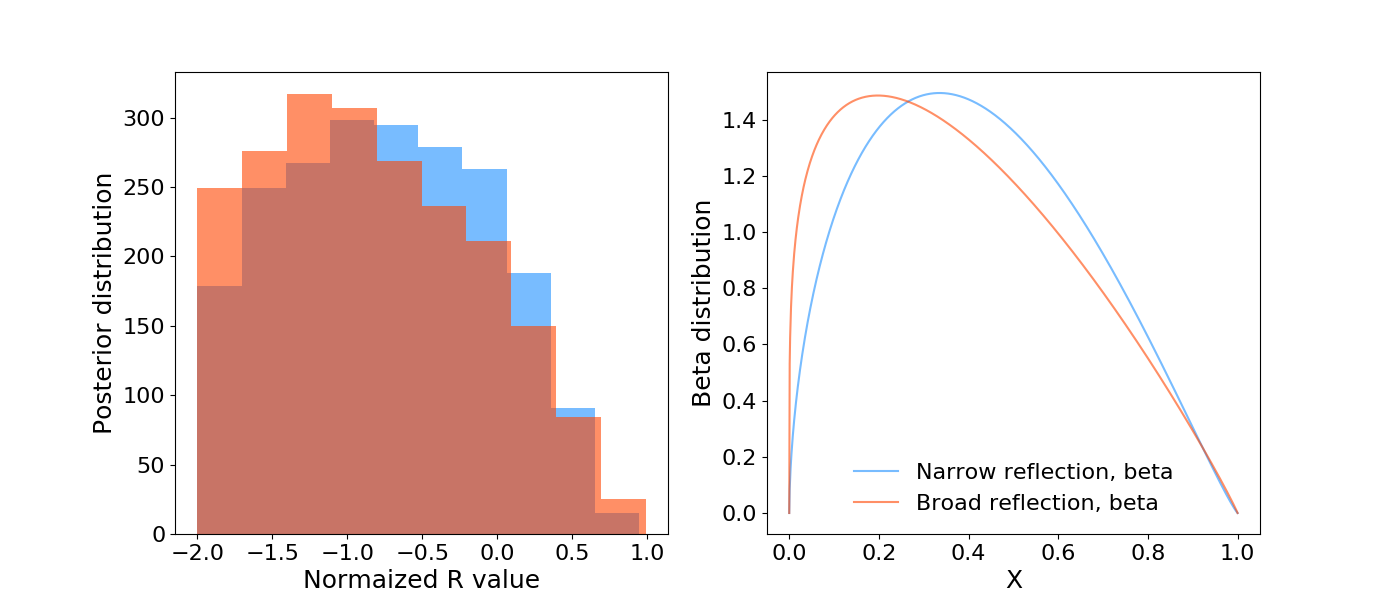 Posterior distribution
300
250
200
150
100
50
0
−2.0 −1.5 −1.0 −0.5 0.0 0.5 1.0
Normaized R value
Beta distribution
1.4
1.2
1.0
0.8
0.6
0.4
0.2
0.0
Narrow reflection, beta
Broad reflection, beta
0.0 0.2 0.4 0.6 0.8 1.0
X